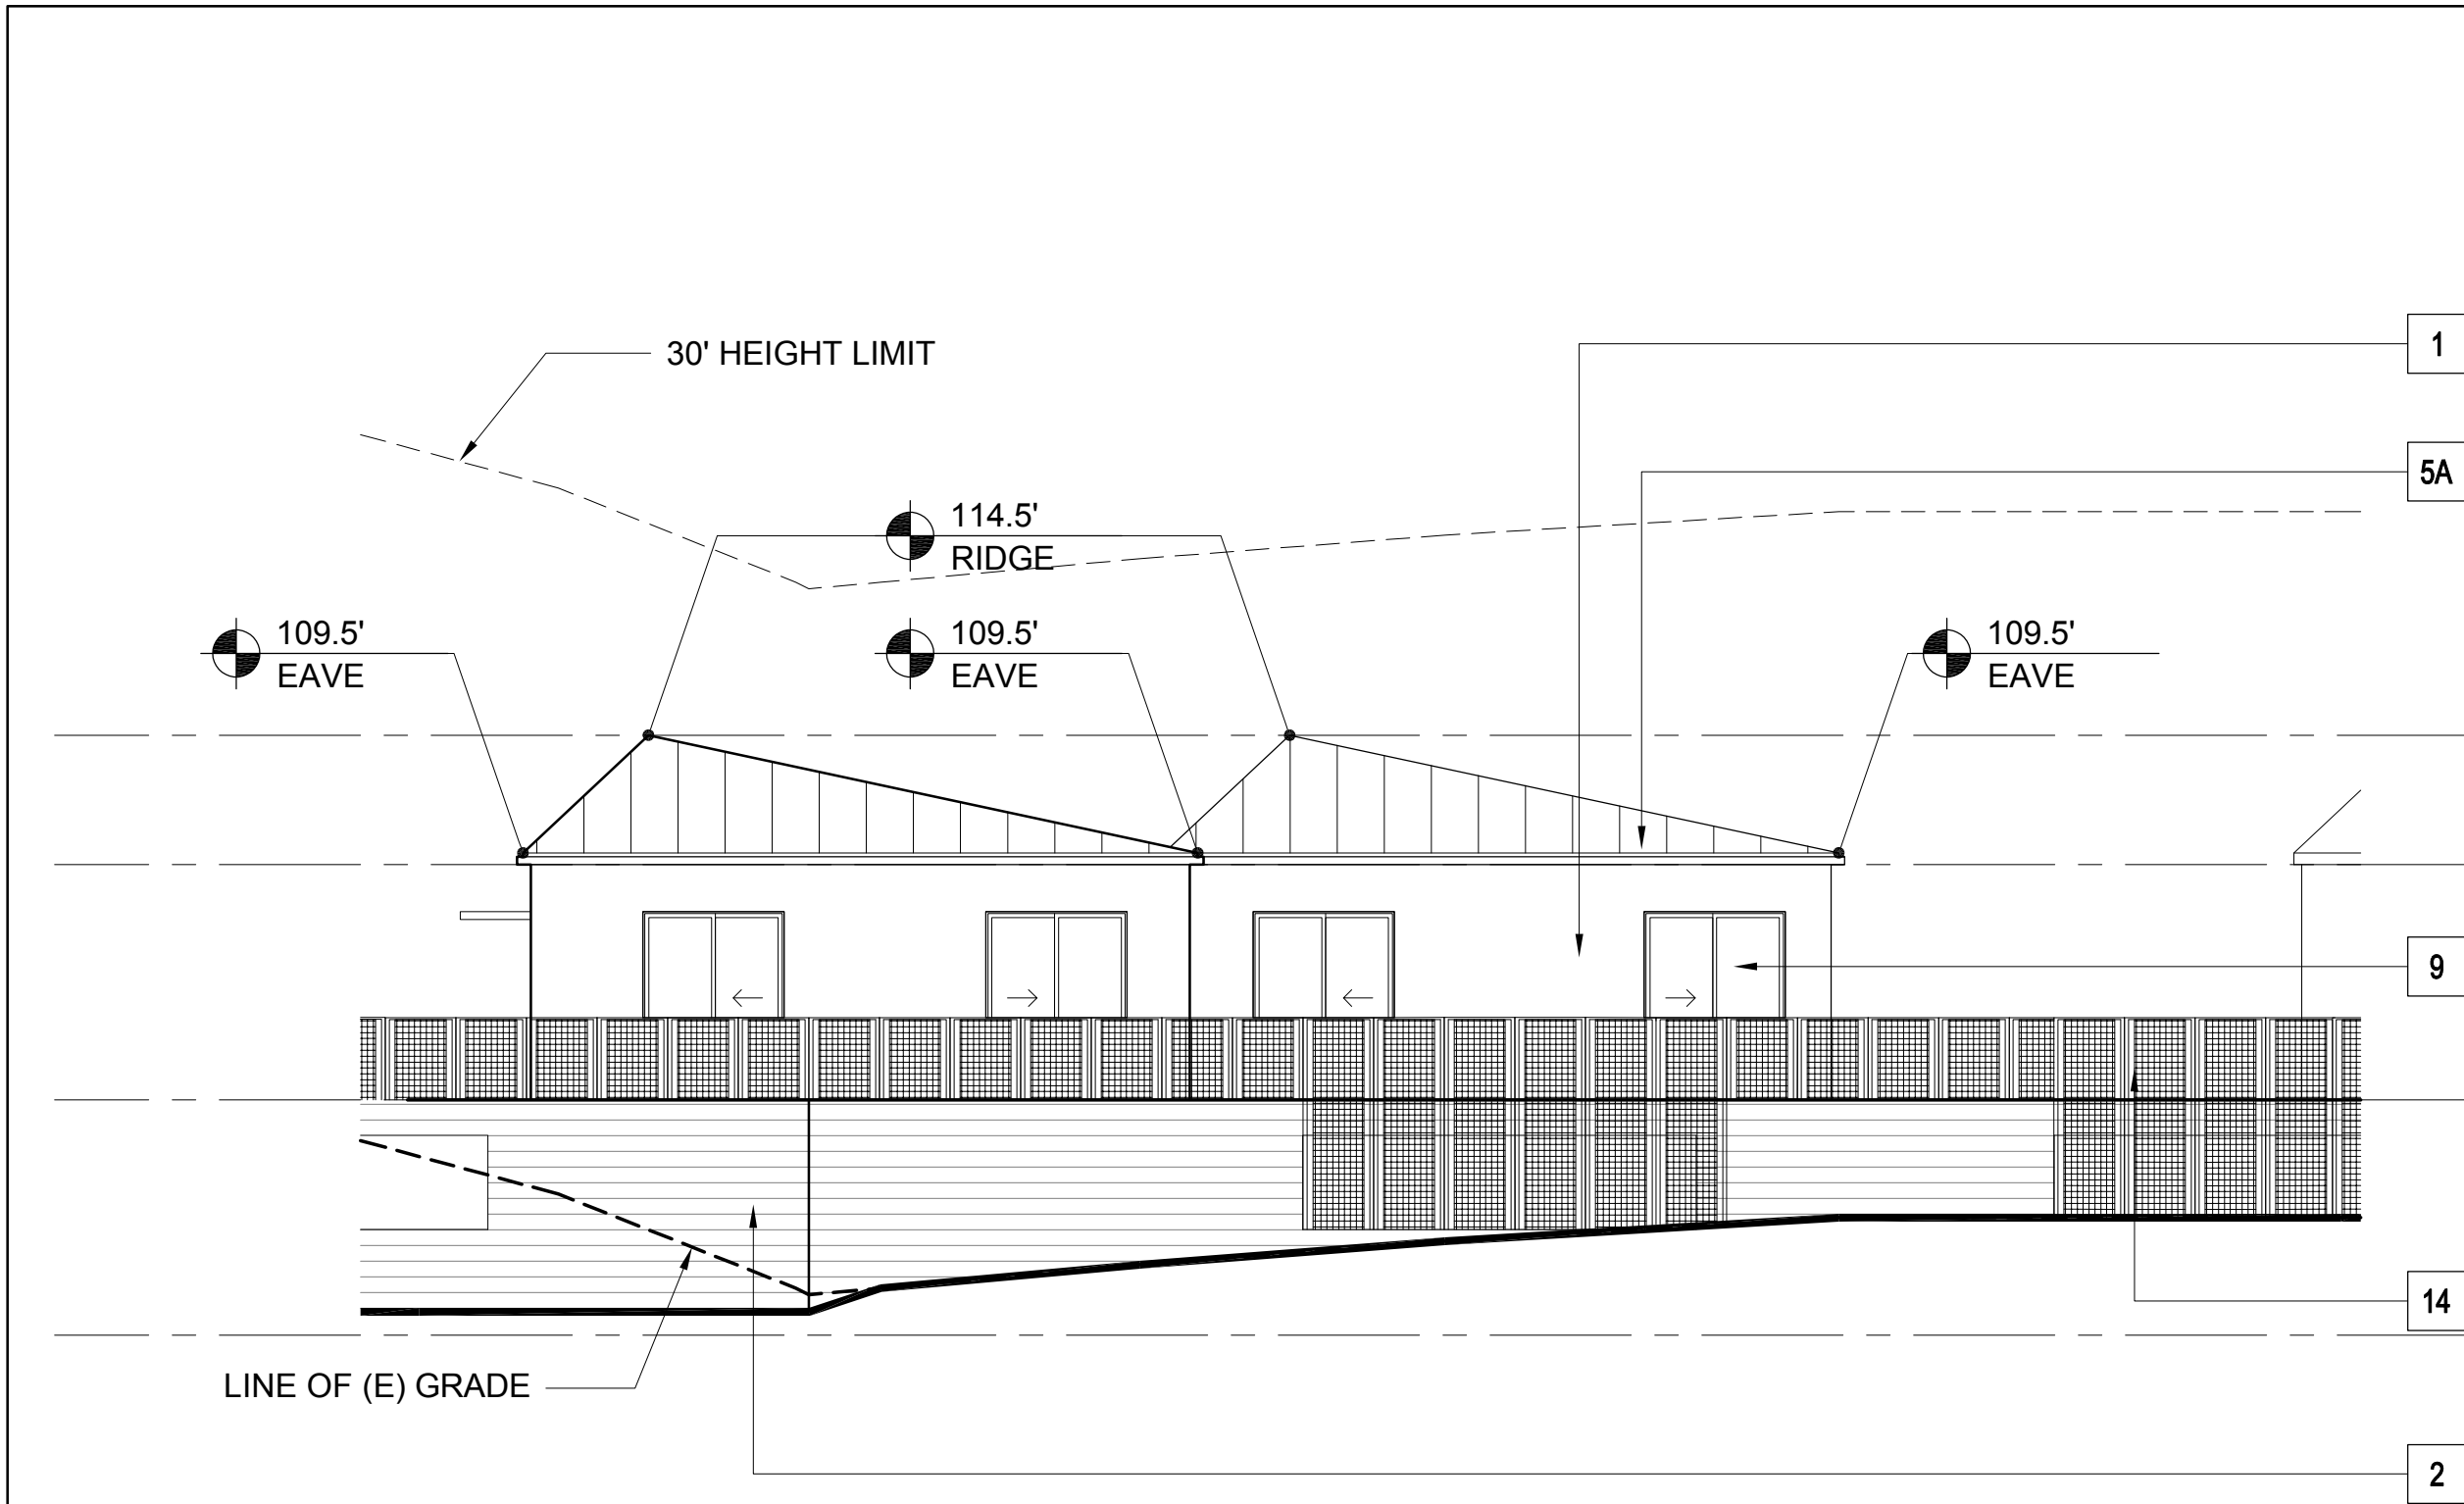 30' HEIGHT LIMIT
1
5A
114.5'
RIDGE
109.5'
EAVE
109.5'
EAVE
109.5'
EAVE
9
14
LINE OF (E) GRADE
2